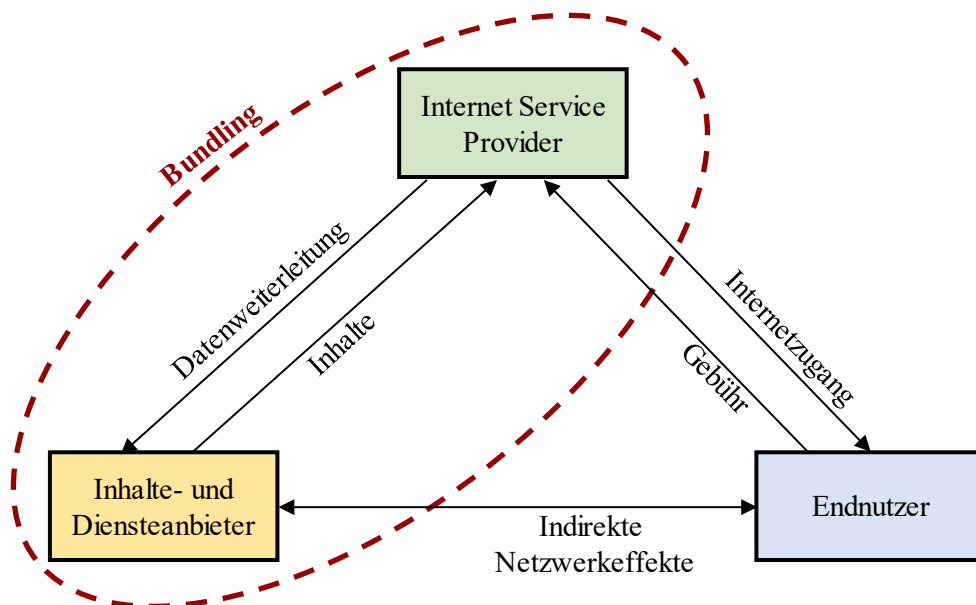 Bundling
Internet Service
Provider
Datenweiterleitung
Inhalte
Internetzugang
Gebühr
Inhalte- und
Diensteanbieter
Indirekte
Netzwerkeffekte
Endnutzer